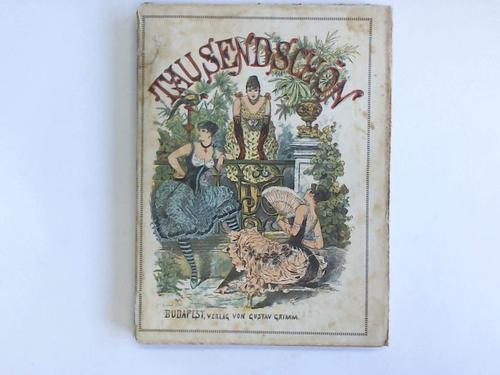 TAUSENDSCHÖN
BUDAPEST, VERLAG VON GUSTAV GRIMM.